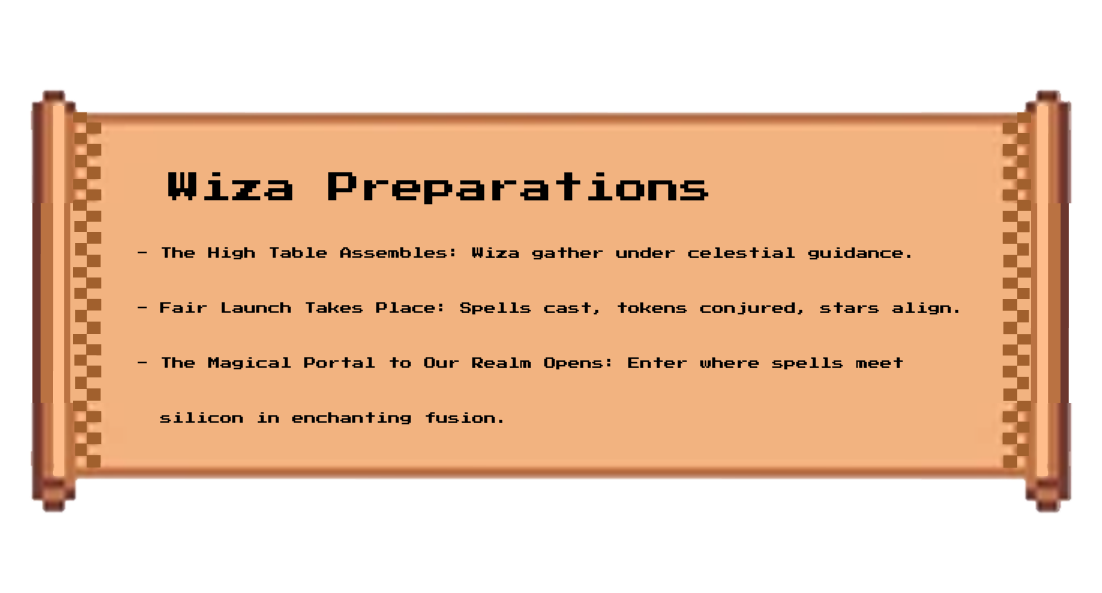 Wiza Preparations
- The High Table Assembles: Wiza gather under celestial guidance.
- Fair Launch Takes Place: Spells cast, tokens conjured, stars align.
- The Magical Portal to Our Realm Opens: Enter where spells meet
silicon in enchanting fusion.